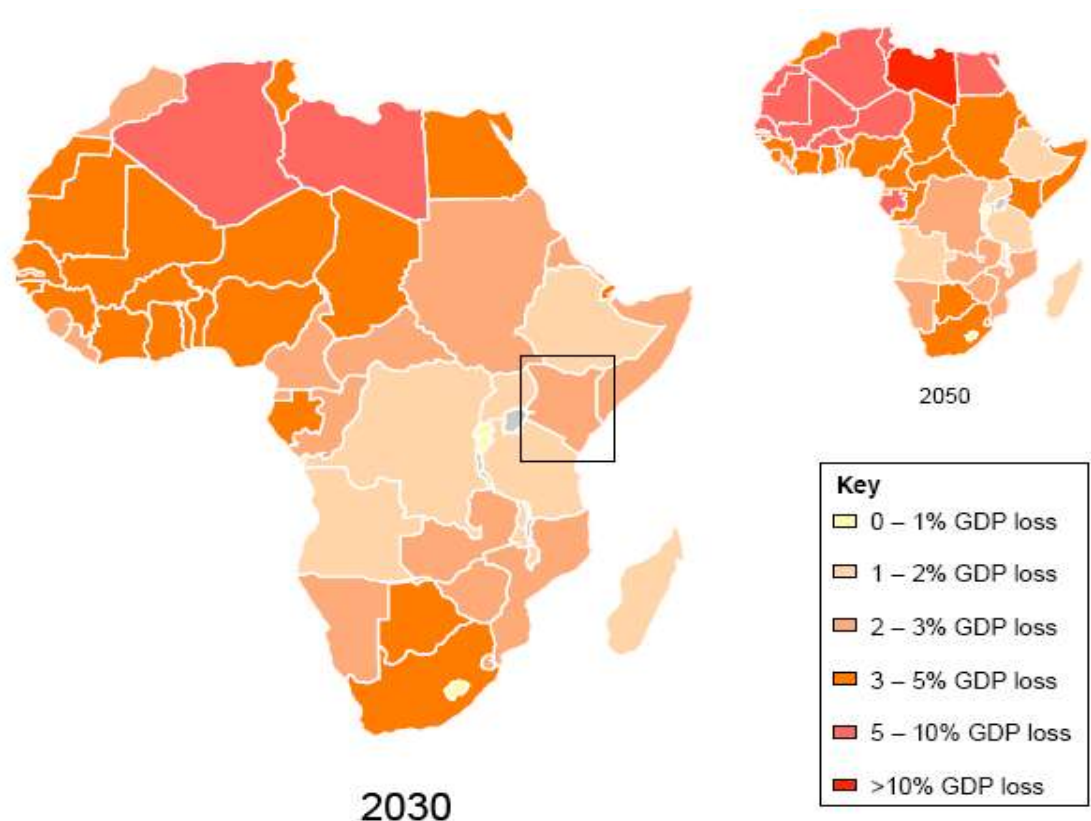 2050
Key
0 – 1% GDP loss
1 – 2% GDP loss
2 – 3% GDP loss
3 – 5% GDP loss
5 – 10% GDP loss
>10% GDP loss
2030